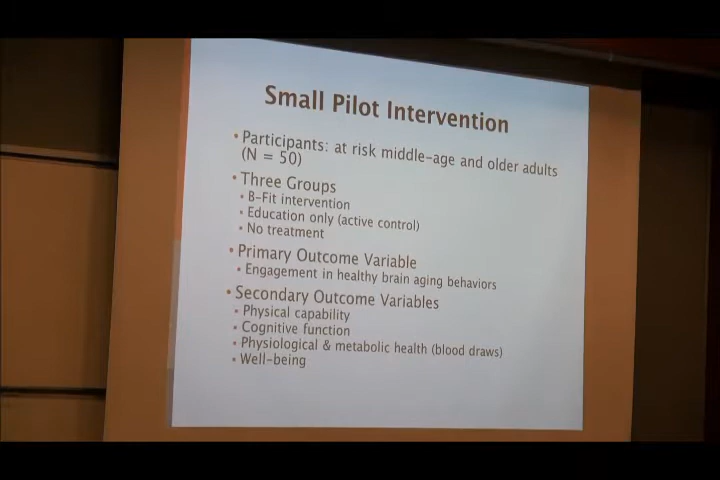 Small Pilot Intervention
• Participants: at risk middle-age and older adults
(N = 50)
• Three Groups
• B-Fit intervention
• Education only (active control)
• No treatment
• Primary Outcome Variable
• Engagement in healthy brain aging behaviors
• Secondary Outcome Variables
• Physical capability
• Cognitive function
• Physiological & metabolic health (blood draws)
• Well-being